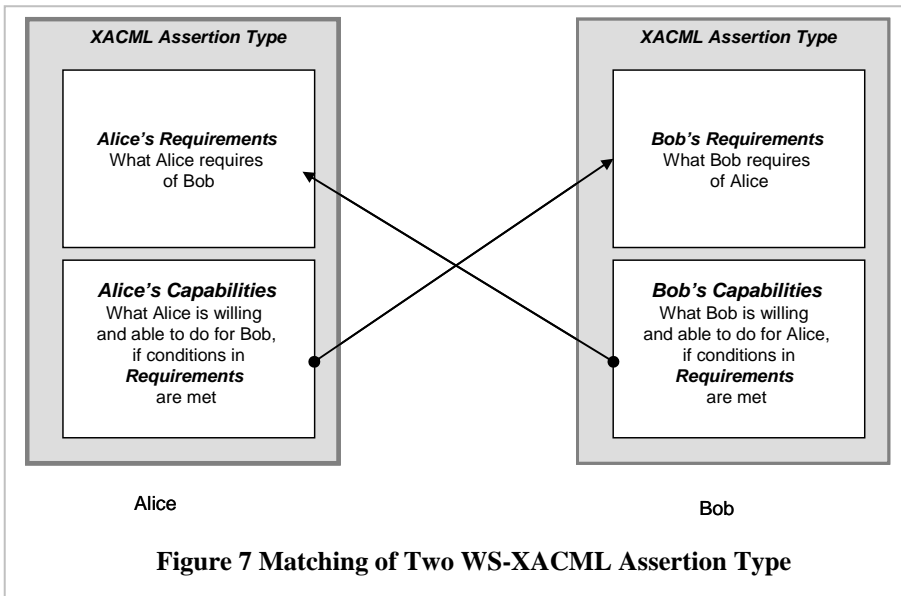 XACML Assertion Type
Alice’s Requirements
What Alice requires
of Bob
Alice’s Capabilities
What Alice is willing
and able to do for Bob,
if conditions in
Requirements
are met
Alice
XACML Assertion Type
Bob’s Requirements
What Bob requires
of Alice
Bob’s Capabilities
What Bob is willing
and able to do for Alice,
if conditions in
Requirements
are met
Bob
Figure 7 Matching of Two WS-XACML Assertion Type